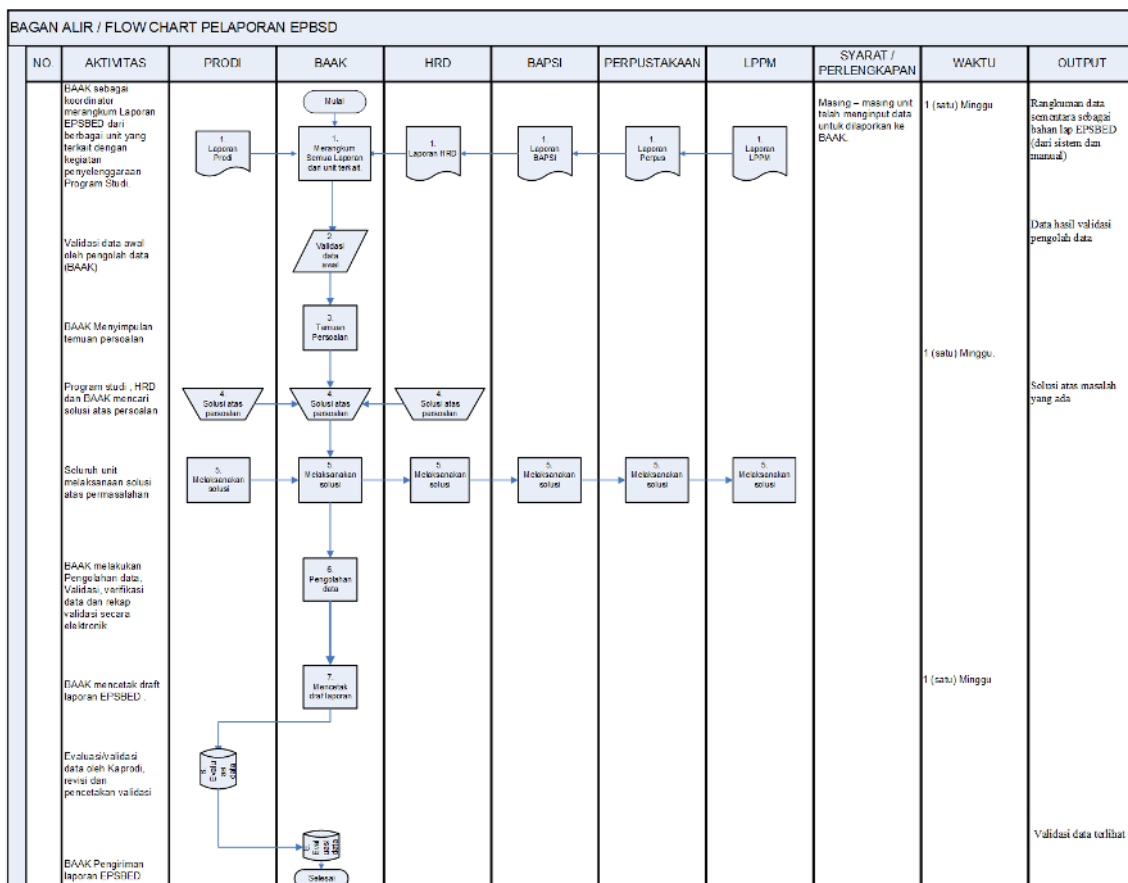 BAGAN ALIR / FLOW CHART PELAPORAN EPBSD
NO.
AKTIVITAS
PRODI
BAAK
HRD
BAPSI
PERPUSTAKAAN
LPPM
SYARAT /
PERLENGKAPAN
WAKTU
OUTPUT
BAAK sebagai
koordinator
merangkum Laporan
EPSBED dari
berbagai unit yang
terkait dengan
kegiatan
penyelenggaraan
Program Studi.
Mulai
1.
Laporan
Prodi
1.
Merangkum
Semua Laporan
dari unit terkait.
1.
Laporan HRD
1.
Laporan
BAPSI
1.
Laporan
Perpus
1.
Laporan
LPPM
Masing – masing unit
telah menginput data
untuk dilaporkan ke
BAAK.
1 (satu) Minggu
Rangkuman data
sementara sebagai
bahan lap EPSBED
(dari sistem dan
manual)
Validasi data awal
oleh pengolah data
(BAAK)
2.
Validasi
data
awal
Data hasil validasi
pengolah data
BAAK Menyimpulan
temuan persoalan
3.
Temuan
Persoalan
1 (satu) Minggu.
Program studi , HRD
dan BAAK mencari
solusi atas persoalan
4.
Solusi atas
persoalan
4.
Solusi atas
persoalan
4.
Solusi atas
persoalan
Solusi atas masalah
yang ada
Seluruh unit
melaksanaan solusi
atas permasalahan
5.
Melaksanakan
solusi
5.
Melaksanakan
solusi
5.
Melaksanakan
solusi
5.
Melaksanakan
solusi
5.
Melaksanakan
solusi
5.
Melaksanakan
solusi
BAAK melakukan
Pengolahan data,
Validasi, verifikasi
data dan rekap
validasi secara
elektronik
6.
Pengolahan
data
BAAK mencetak draft
laporan EPSBED .
7.
Mencetak
draf laporan
1 (satu) Minggu
Evaluasi/validasi
data oleh Kaprodi,
revisi dan
pencetakan validasi
8.
Evalu
asi
data
Eval
uasi
data
Validasi data terlihat
BAAK Pengiriman
laporan EPSBED
Selesai